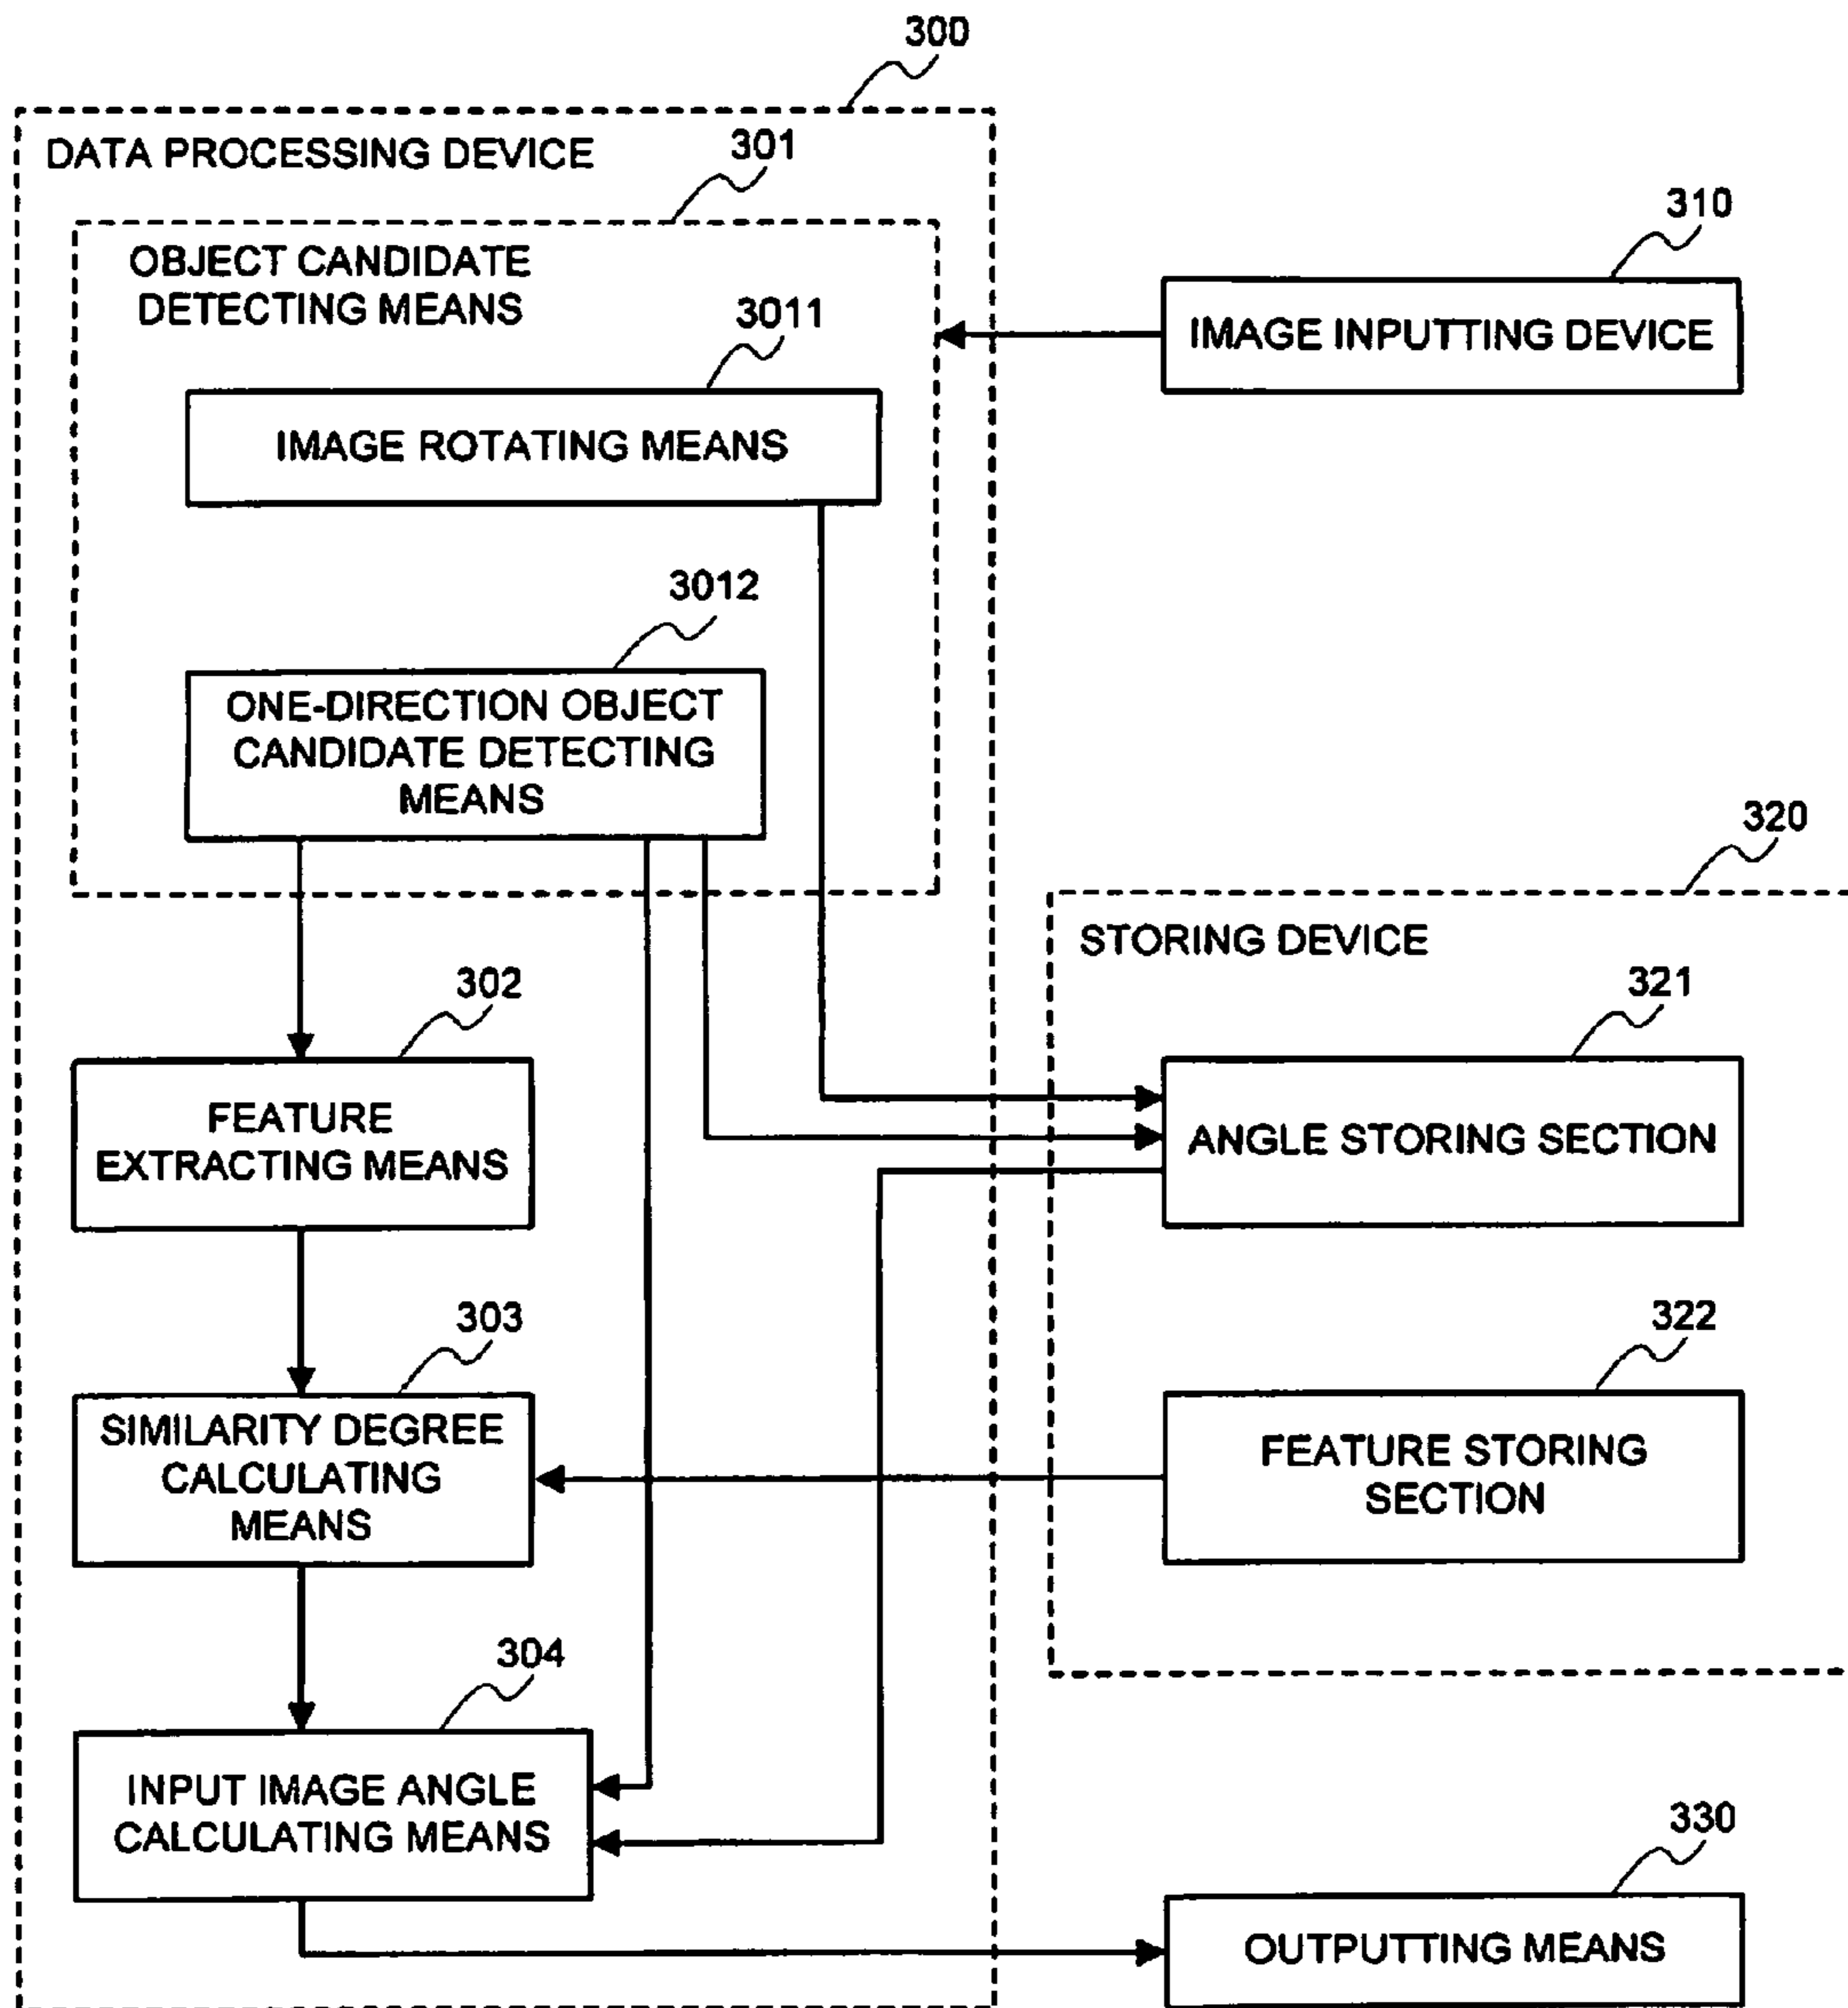 300
DATA PROCESSING DEVICE
301
OBJECT CANDIDATE
DETECTING MEANS
310
IMAGE INPUTTING DEVICE
3011
IMAGE ROTATING MEANS
3012
ONE-DIRECTION OBJECT
CANDIDATE DETECTING
MEANS
320
STORING DEVICE
302
FEATURE
EXTRACTING MEANS
321
ANGLE STORING SECTION
303
SIMILARITY DEGREE
CALCULATING
MEANS
322
FEATURE STORING
SECTION
304
INPUT IMAGE ANGLE
CALCULATING MEANS
330
OUTPUTTING MEANS